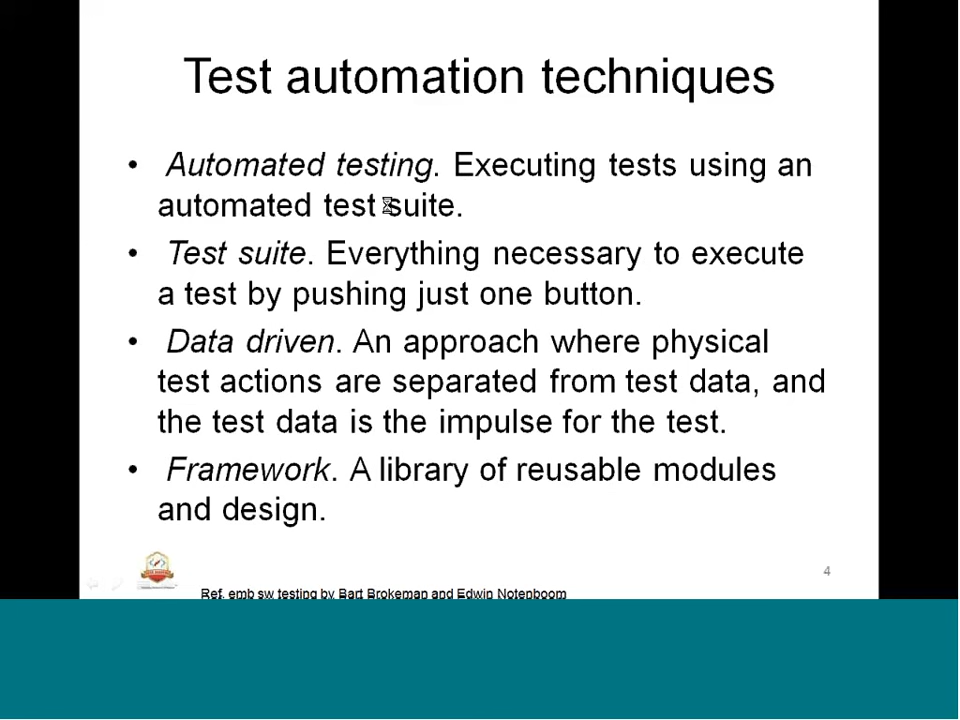 Test automation techniques
• Automated testing. Executing tests using an
automated test suite.
• Test suite. Everything necessary to execute
a test by pushing just one button.
• Data driven. An approach where physical
test actions are separated from test data, and
the test data is the impulse for the test.
• Framework. A library of reusable modules
and design.
4
Ref. emb sw testing by Bart Brokeman and Edwin Notenboom